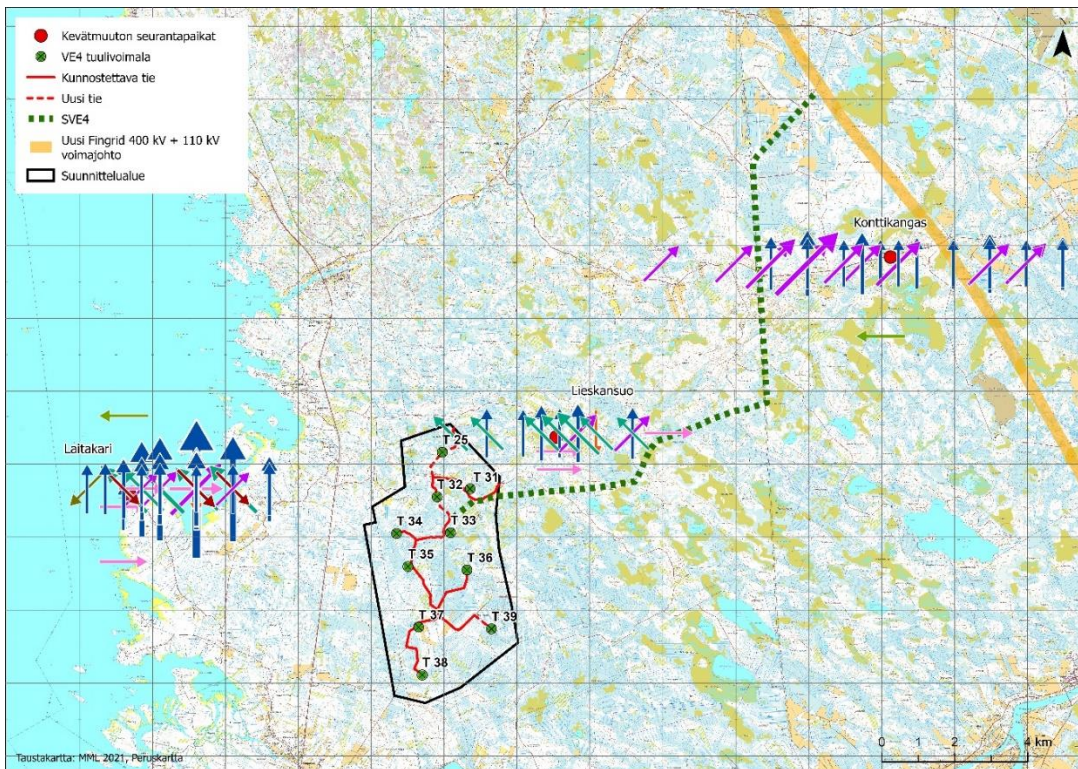 Kevätmuuton seurantapaikat
VE4 tuulivoimala
Kunnostettava tie
Uusi tie
SVE4
Uusi Fingrid 400 kV + 110 kV
voimajohto
Suunnittelualue
Konttikangas
Lieskansuo
Laitakari
T 25
T 31
T 32
T 34
T 33
T 35
T 36
T 37
T 39
T 38
0 2 4 km
Taustakartta: MML 2021, Peruskartta